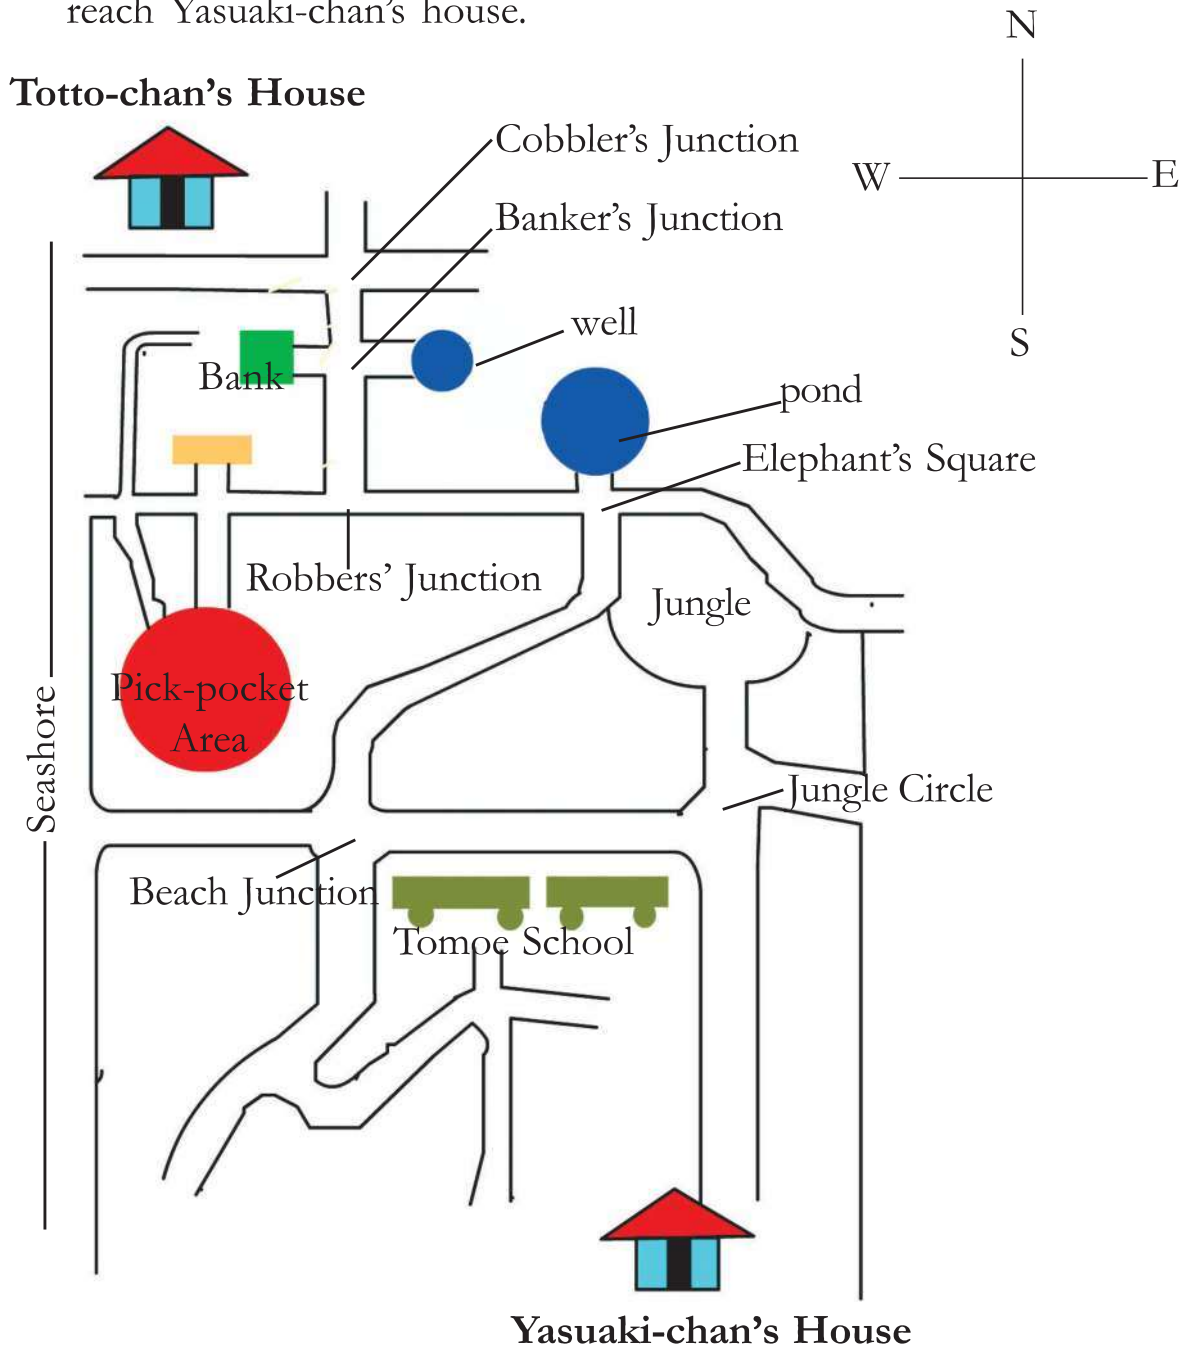 reach Yasuaki-chan's house.
N
Totto-chan's House
Cobbler's Junction
W
E
Banker's Junction
well
S
Bank
pond
Elephant's Square
Robbers' Junction
Jungle
Pick-pocket
Area
Seashore
Jungle Circle
Beach Junction
Tomoe School
Yasuaki-chan's House